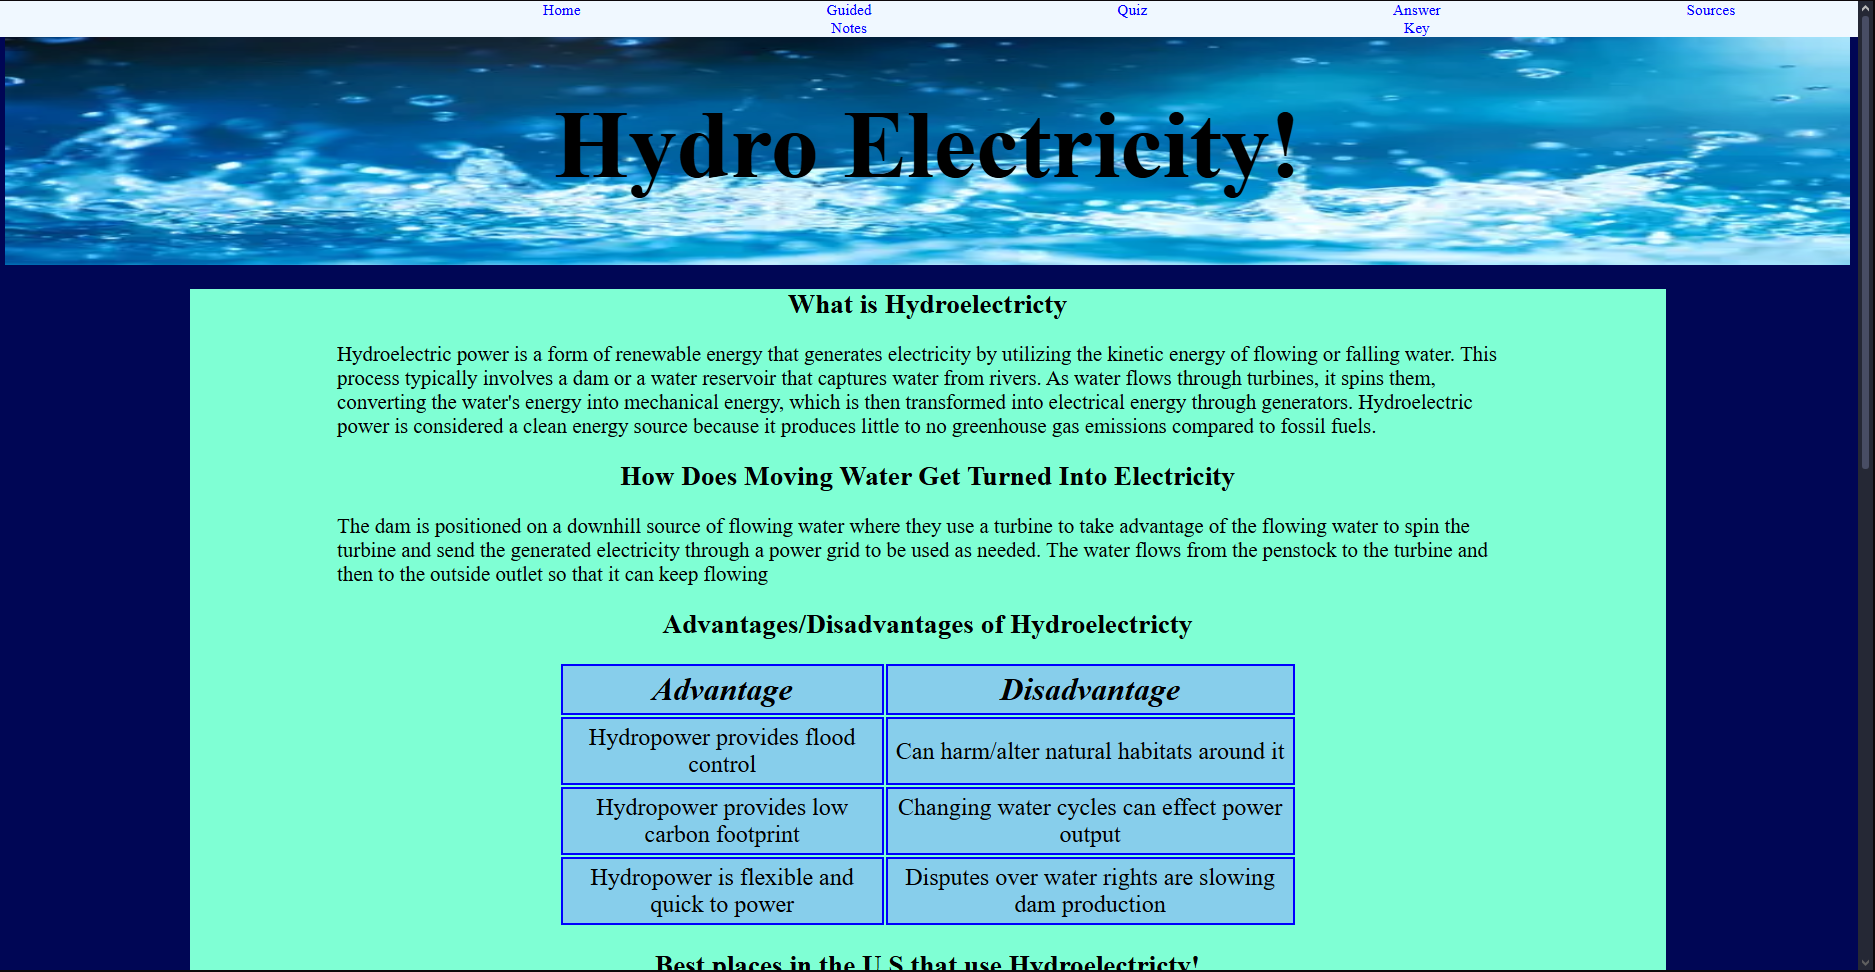 Home Guided Quiz Answer Sources
Notes Key
Hydro Electricity!
What is Hydroelectricty
Hydroelectric power is a form of renewable energy that generates electricity by utilizing the kinetic energy of flowing or falling water. This
process typically involves a dam or a water reservoir that captures water from rivers. As water flows through turbines, it spins them,
converting the water's energy into mechanical energy, which is then transformed into electrical energy through generators. Hydroelectric
power is considered a clean energy source because it produces little to no greenhouse gas emissions compared to fossil fuels.
How Does Moving Water Get Turned Into Electricity
The dam is positioned on a downhill source of flowing water where they use a turbine to take advantage of the flowing water to spin the
turbine and send the generated electricity through a power grid to be used as needed. The water flows from the penstock to the turbine and
then to the outside outlet so that it can keep flowing
Advantages/Disadvantages of Hydroelectricty
Advantage Disadvantage
Hydropower provides flood
control
Can harm/alter natural habitats around it
Hydropower provides low
carbon footprint
Changing water cycles can effect power
output
Hydropower is flexible and
quick to power
Disputes over water rights are slowing
dam production
Best places in the U.S that use Hydroelectricty!